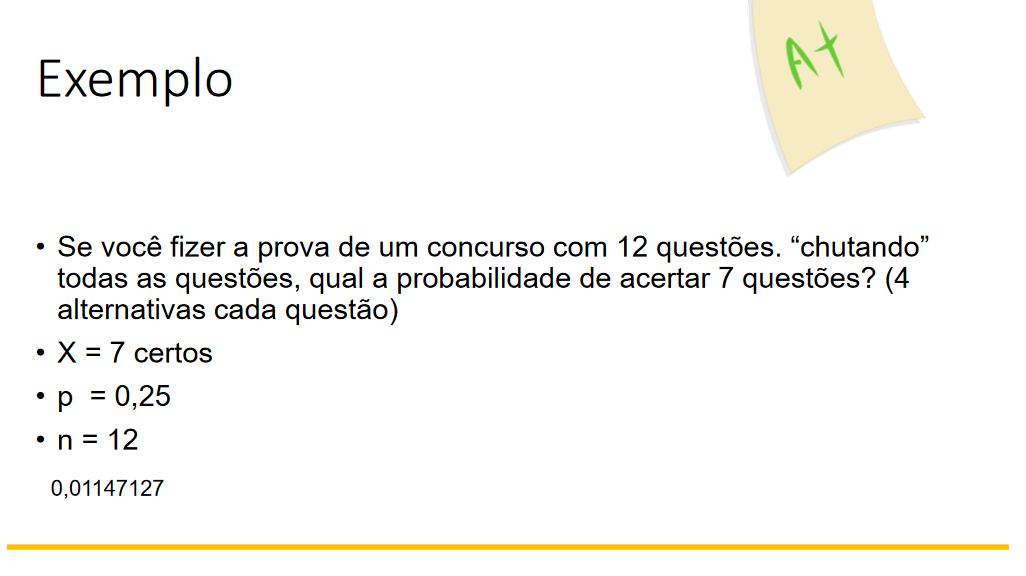 A+
Exemplo
• Se você fizer a prova de um concurso com 12 questões. “chutando”
todas as questões, qual a probabilidade de acertar 7 questões? (4
alternativas cada questão)
• X = 7 certos
• p  = 0,25
• n = 12
0,01147127